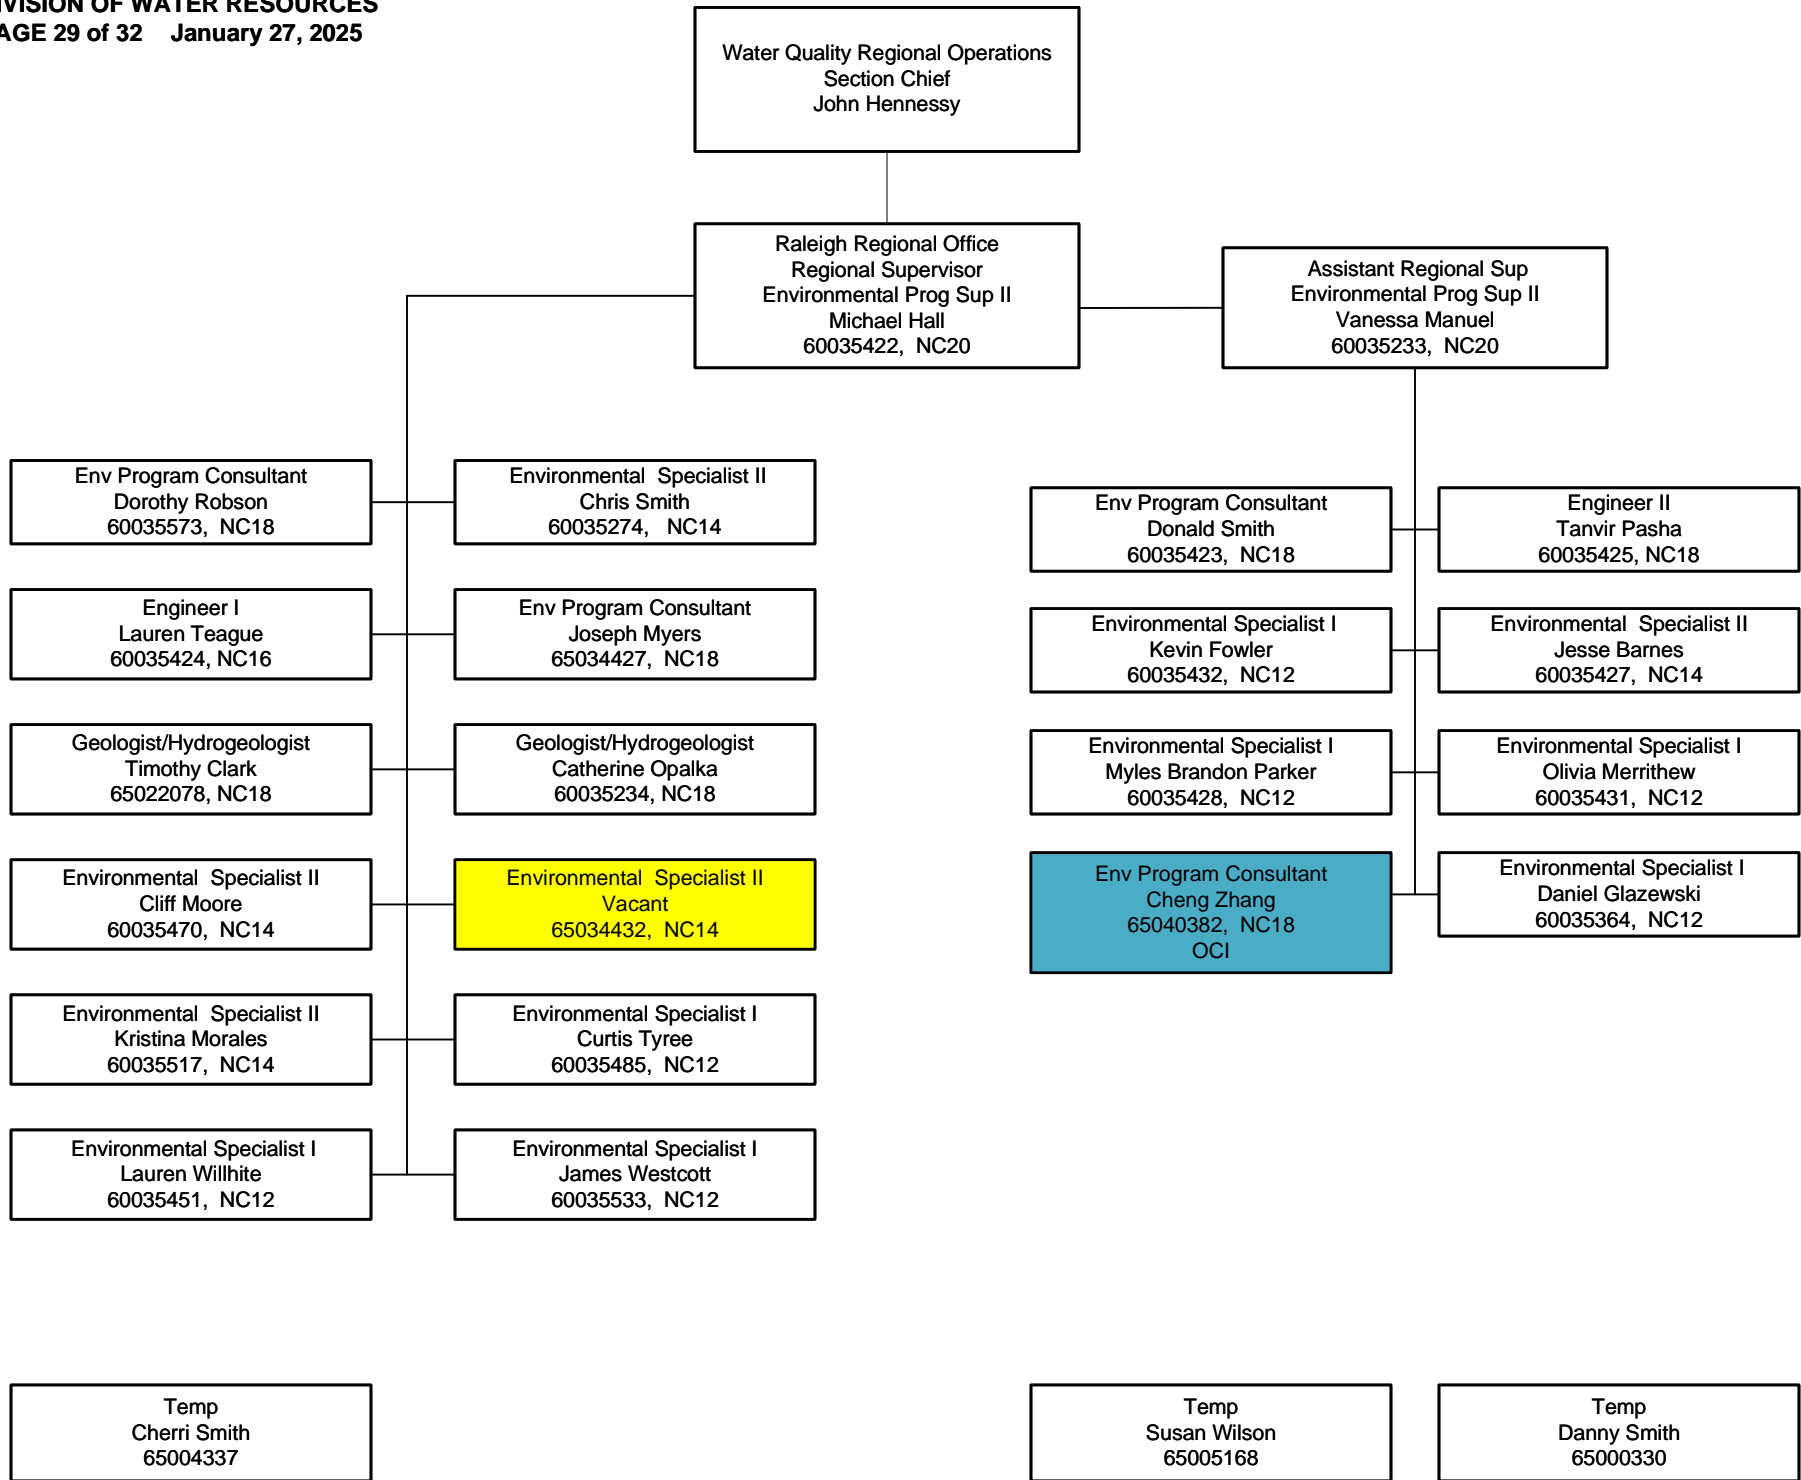 IVISION OF WATER RESOURCES
AGE 29 of 32 January 27, 2025
Water Quality Regional Operations
Section Chief
John Hennessy
Raleigh Regional Office
Regional Supervisor
Environmental Prog Sup II
Michael Hall
60035422, NC20
Assistant Regional Sup
Environmental Prog Sup II
Vanessa Manuel
60035233, NC20
Env Program Consultant
Dorothy Robson
60035573, NC18
Environmental Specialist II
Chris Smith
60035274, NC14
Engineer I
Lauren Teague
60035424, NC16
Env Program Consultant
Joseph Myers
65034427, NC18
Geologist/Hydrogeologist
Timothy Clark
65022078, NC18
Geologist/Hydrogeologist
Catherine Opalka
60035234, NC18
Environmental Specialist II
Cliff Moore
60035470, NC14
Environmental Specialist II
Vacant
65034432, NC14
Environmental Specialist II
Kristina Morales
60035517, NC14
Environmental Specialist I
Curtis Tyree
60035485, NC12
Environmental Specialist I
Lauren Willhite
60035451, NC12
Environmental Specialist I
James Westcott
60035533, NC12
Env Program Consultant
Donald Smith
60035423, NC18
Engineer II
Tanvir Pasha
60035425, NC18
Environmental Specialist I
Kevin Fowler
60035432, NC12
Environmental Specialist II
Jesse Barnes
60035427, NC14
Environmental Specialist I
Myles Brandon Parker
60035428, NC12
Environmental Specialist I
Olivia Merrithew
60035431, NC12
Env Program Consultant
Cheng Zhang
65040382, NC18
OCI
Environmental Specialist I
Daniel Glazewski
60035364, NC12
Temp
Cherri Smith
65004337
Temp
Susan Wilson
65005168
Temp
Danny Smith
65000330